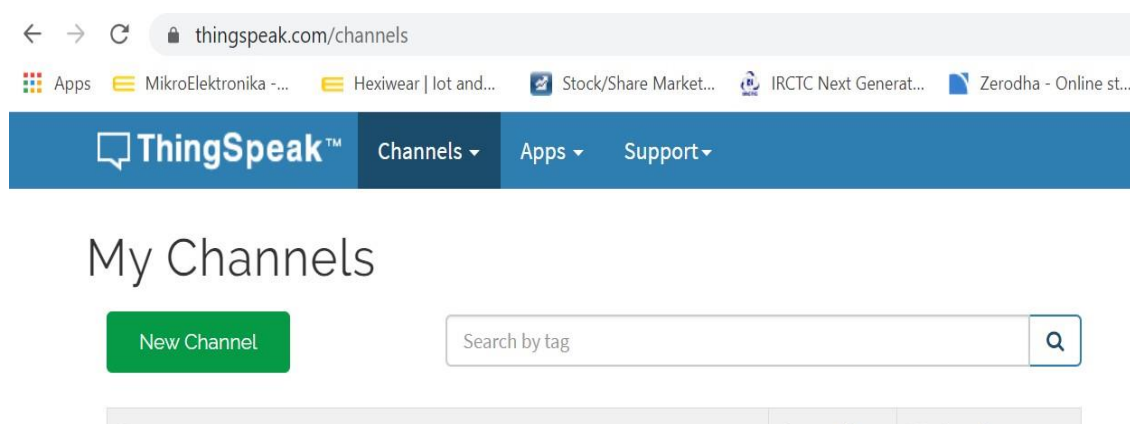 thingspeak.com/channels
Apps MikroElektronika -... Hexiwear | Iot and... Stock/Share Market... IRCTC Next Generat... Zerodha - Online st...
ThingSpeak™ Channels Apps Support
My Channels
New Channel Search by tag